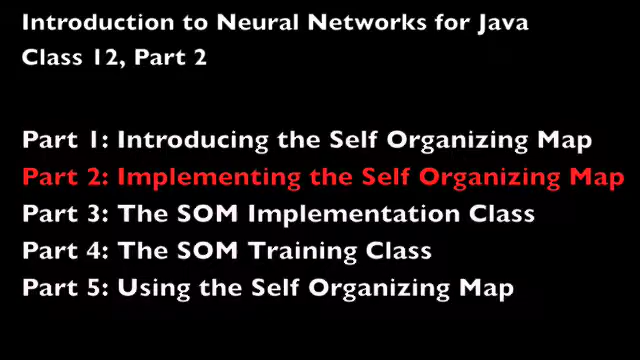 Introduction to Neural Networks for Java
Class 12, Part 2
Part 1: Introducing the Self Organizing Map
Part 2: Implementing the Self Organizing Map
Part 3: The SOM Implementation Class
Part 4: The SOM Training Class
Part 5: Using the Self Organizing Map